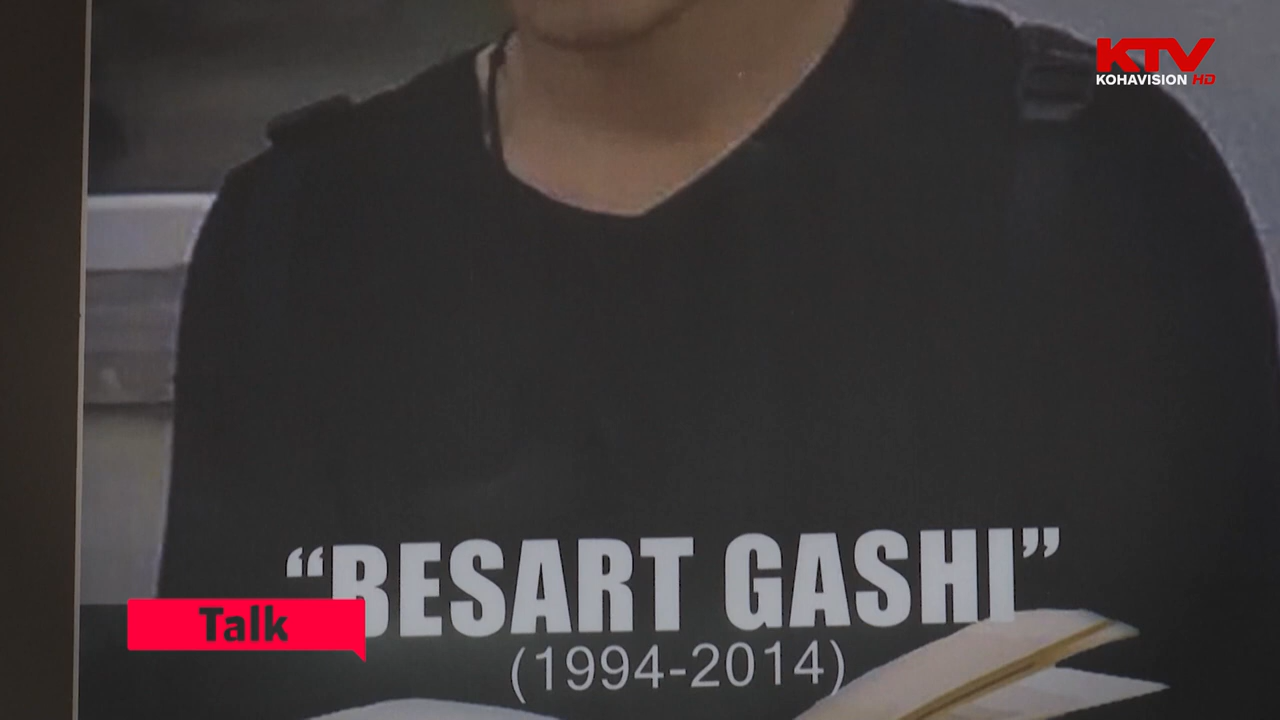 KTV
KOHAVISION HD
“BESART GASHI”
Talk
(1994-2014)